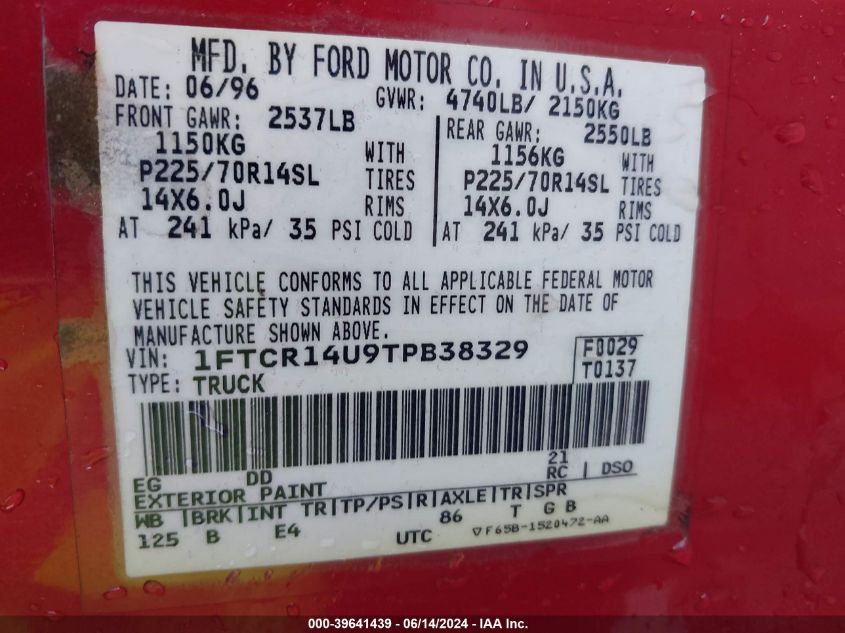 MFD. BY FORD MOTOR CO. IN U.S.A.
DATE: 06/96 GVWR: 4740LB/ 2150KG
FRONT GAWR: 2537LB REAR GAWR: 2550LB
1150KG WITH 1156KG WITH
P225/70R14SL TIRES P225/70R14SL TIRES
14X6.0J RIMS 14X6.0J RIMS
AT 241 kPa/ 35 PSI COLD AT 241 kPa/ 35 PSI COLD
THIS VEHICLE CONFORMS TO ALL APPLICABLE FEDERAL MOTOR
VEHICLE SAFETY STANDARDS IN EFFECT ON THE DATE OF
MANUFACTURE SHOWN ABOVE.
VIN: 1FTCR14U9TPB38329 F0029
TYPE: TRUCK T0137
EG DD 21
EXTERIOR PAINT RC DSO
WB BRK INT TR TP/PS R AXLE TR SPR
125 B E4 86 T G B
UTC ▽F65B-1520472-AA
000-39641439 - 06/14/2024 - IAA Inc.